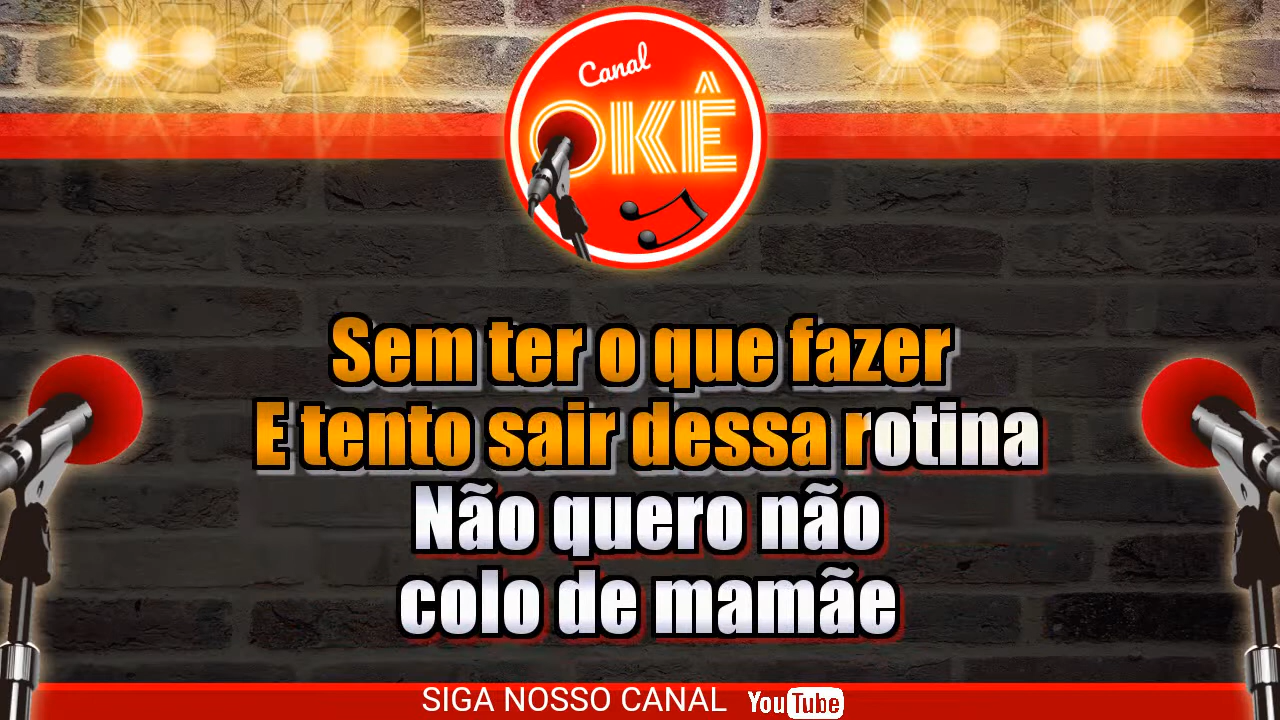 Canal
OKÊ
Sem ter o que fazer
E tento sair dessa rotina
Não quero não
colo de mamãe
SIGA NOSSO CANAL YouTube